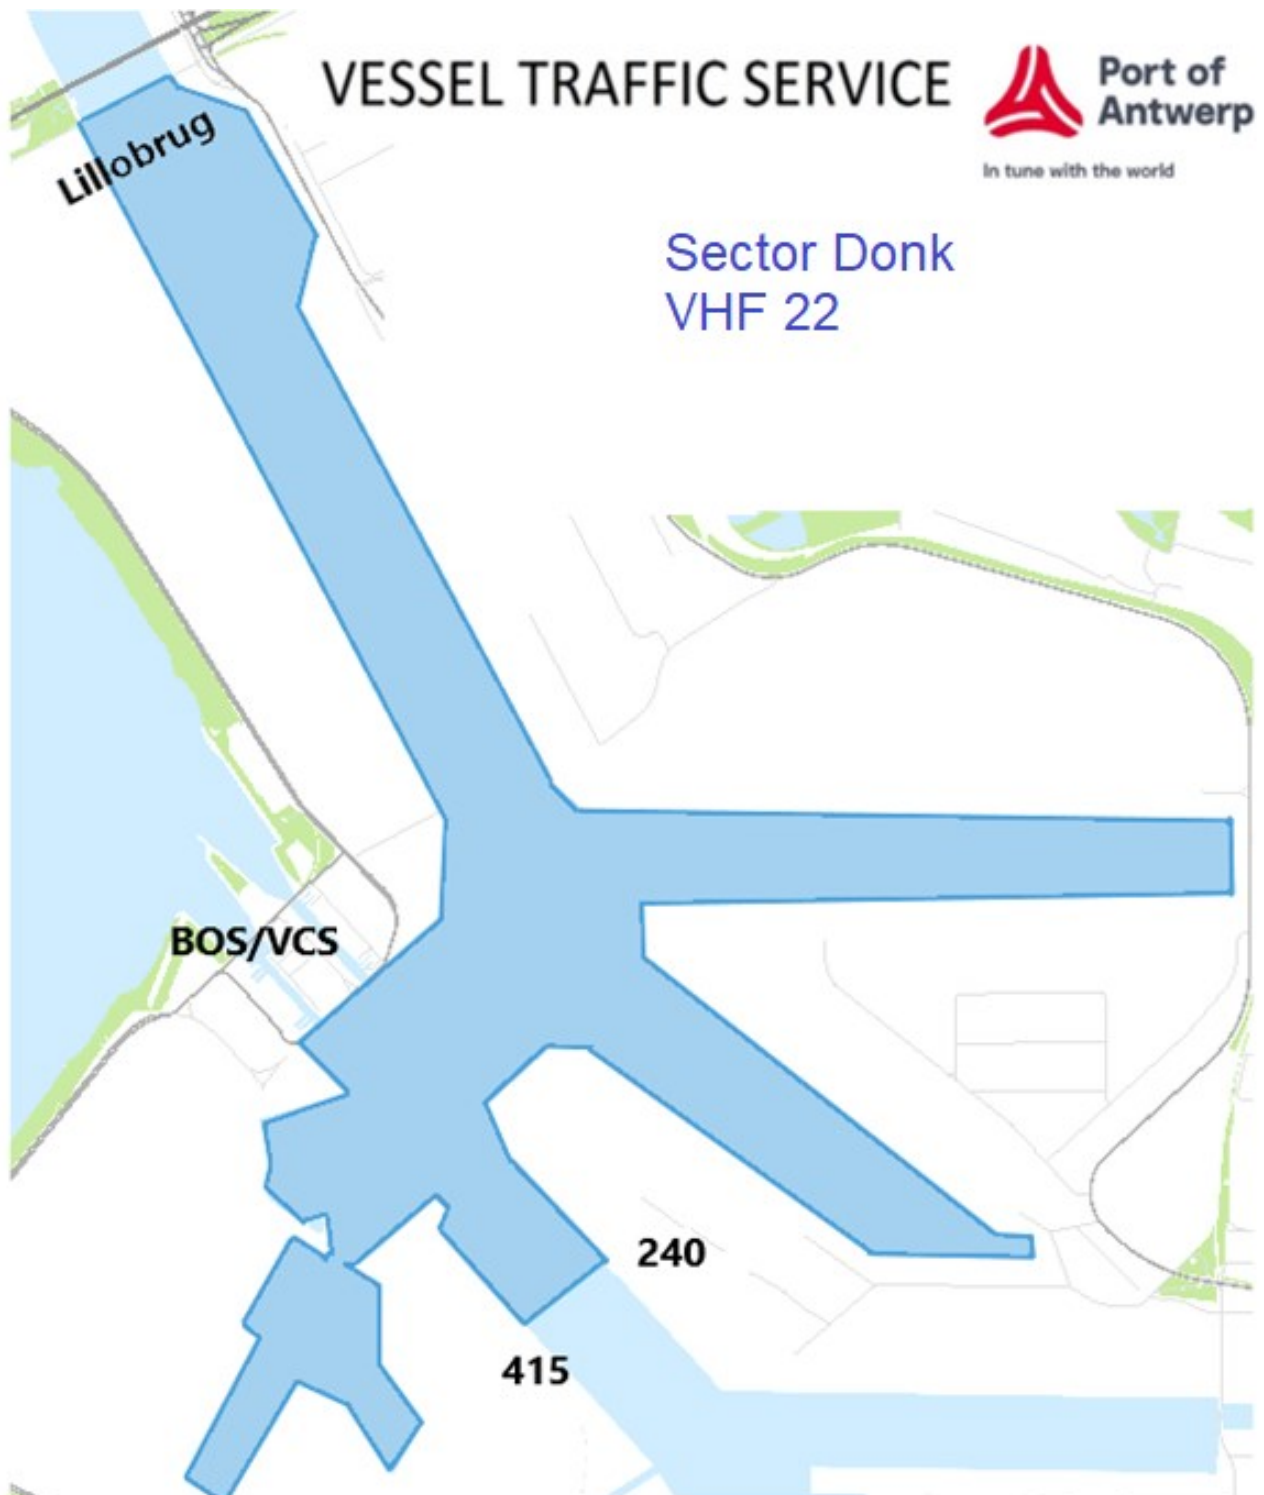 VESSEL TRAFFIC SERVICE
Port of
Antwerp
In tune with the world
Lillobrug
Sector Donk
VHF 22
BOS/VCS
240
415